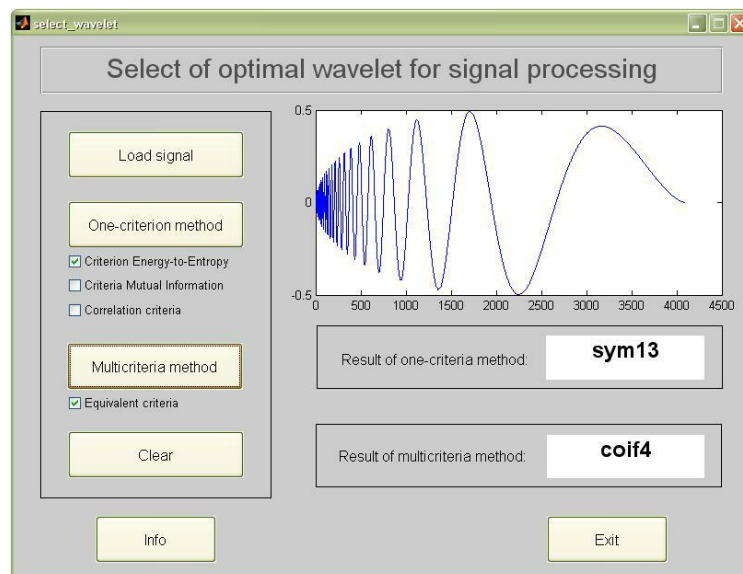 select_wavelet
Select of optimal wavelet for signal processing
Load signal
One-criterion method
Criterion Energy-to-Entropy
Criteria Mutual Information
Correlation criteria
Multicriteria method
Equivalent criteria
Clear
Info
0.5
0
-0.5
0 500 1000 1500 2000 2500 3000 3500 4000 4500
Result of one-criteria method: sym13
Result of multicriteria method: coif4
Exit